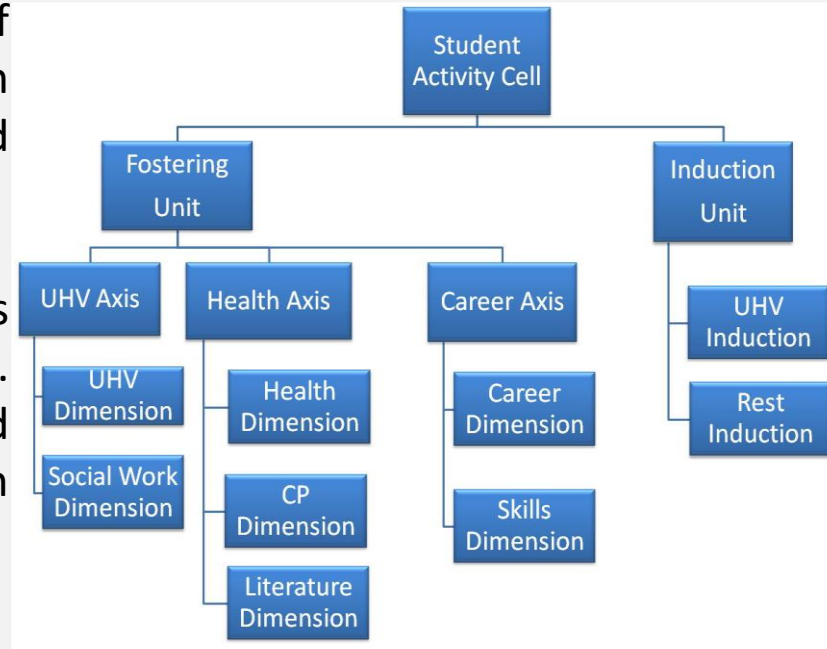 Student
Activity Cell
Fostering
Unit
Induction
Unit
UHV Axis
Health Axis
Career Axis
UHV
Dimension
Social Work
Dimension
Health
Dimension
CP
Dimension
Literature
Dimension
Career
Dimension
Skills
Dimension
UHV
Induction
Rest
Induction